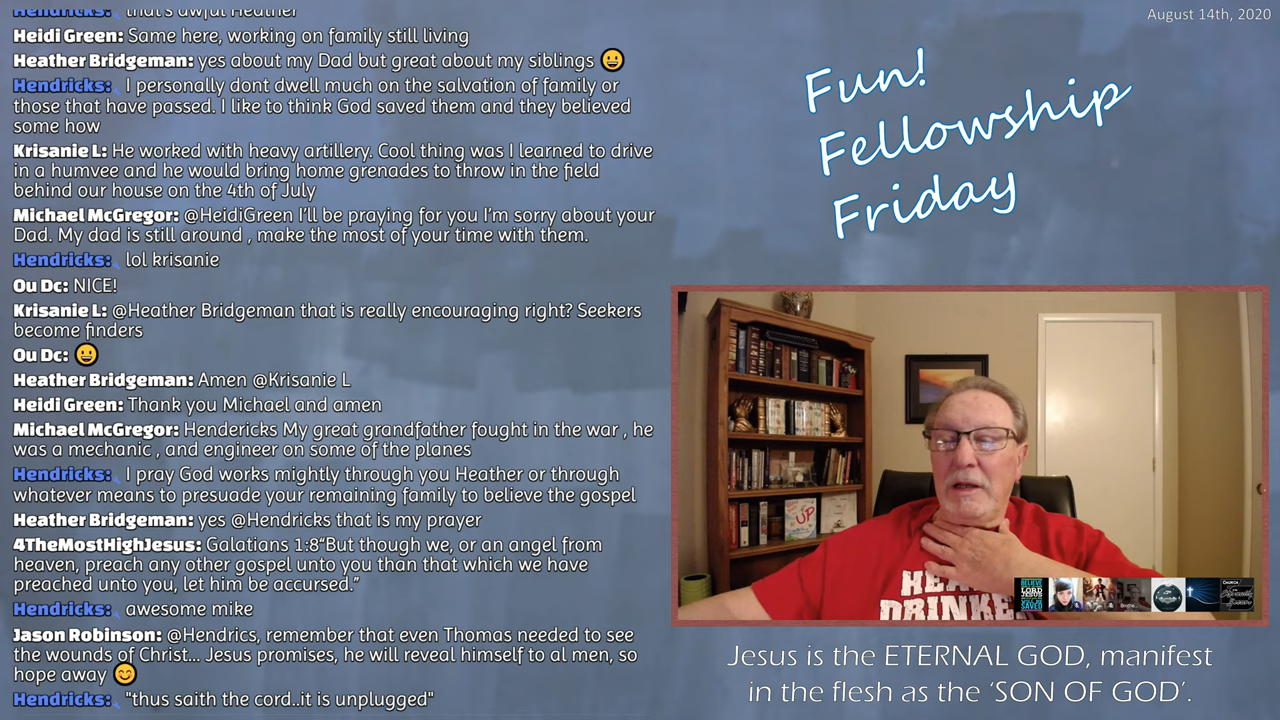 Hendricks: that's awful Heather
Heidi Green: Same here, working on family still living
Heather Bridgeman: yes about my Dad but great about my siblings 😀
Hendricks: I personally dont dwell much on the salvation of family or
those that have passed. I like to think God saved them and they believed
some how
Krisanie L: He worked with heavy artillery. Cool thing was I learned to drive
in a humvee and he would bring home grenades to throw in the field
behind our house on the 4th of July
Michael McGregor: @HeidiGreen I'll be praying for you I'm sorry about your
Dad. My dad is still around , make the most of your time with them.
Hendricks: lol krisanie
Ou Dc: NICE!
Krisanie L: @Heather Bridgeman that is really encouraging right? Seekers
become finders
Ou Dc: 😀
Heather Bridgeman: Amen @Krisanie L
Heidi Green: Thank you Michael and amen
Michael McGregor: Hendericks My great grandfather fought in the war , he
was a mechanic , and engineer on some of the planes
Hendricks: I pray God works mightly through you Heather or through
whatever means to presuade your remaining family to believe the gospel
Heather Bridgeman: yes @Hendricks that is my prayer
4TheMostHighJesus: Galatians 1:8“But though we, or an angel from
heaven, preach any other gospel unto you than that which we have
preached unto you, let him be accursed.”
Hendricks: awesome mike
Jason Robinson: @Hendrics, remember that even Thomas needed to see
the wounds of Christ... Jesus promises, he will reveal himself to al men, so
hope away 😊
Hendricks: "thus saith the cord..it is unplugged"
August 14th, 2020
Fun!
Fellowship
Friday
UP
HEA
DRINKE
BELIEVE
LORD
JESUS
SAVED
CHURCH
Jesus is the ETERNAL GOD, manifest
in the flesh as the ‘SON OF GOD’.